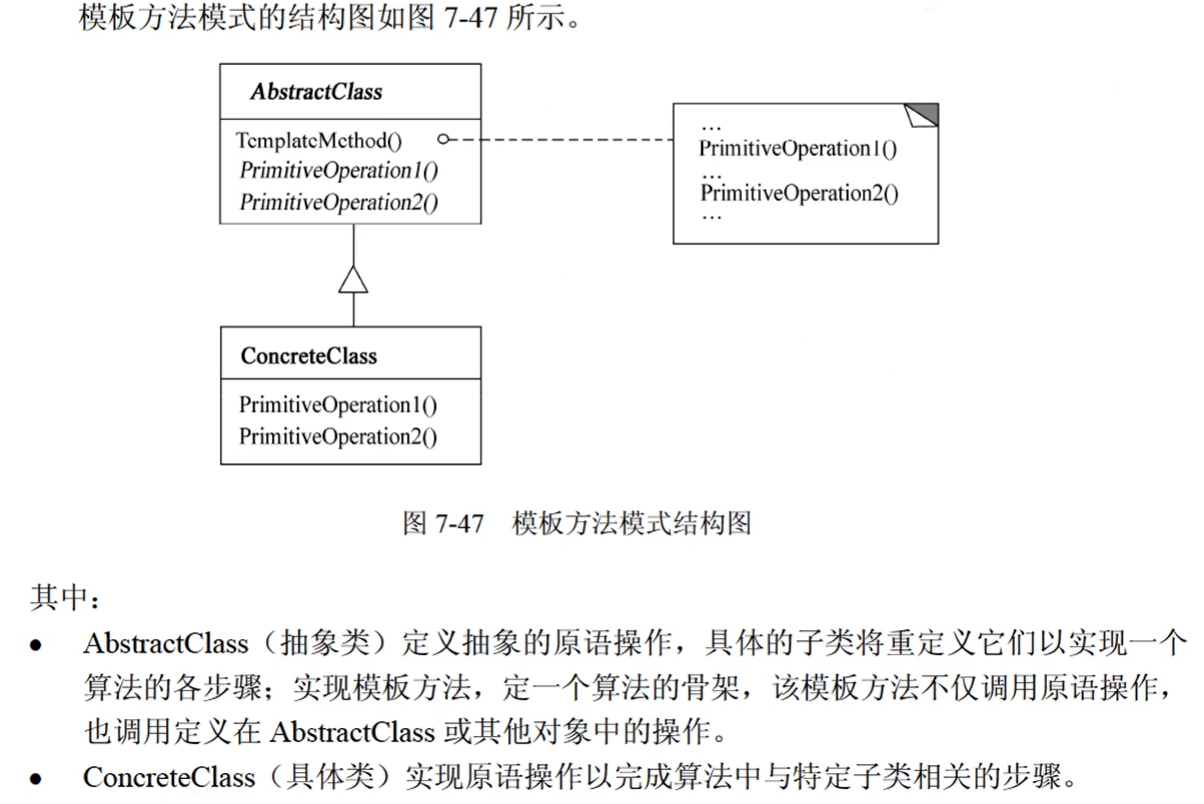 模板方法模式的结构图如图 7-47 所示。
AbstractClass
TemplateMethod()
PrimitiveOperation1()
PrimitiveOperation2()
...
PrimitiveOperation1()
...
PrimitiveOperation2()
...
ConcreteClass
PrimitiveOperation1()
PrimitiveOperation2()
图 7-47 模板方法模式结构图
其中：
● AbstractClass（抽象类）定义抽象的原语操作，具体的子类将重定义它们以实现一个
算法的各步骤；实现模板方法，定一个算法的骨架，该模板方法不仅调用原语操作，
也调用定义在 AbstractClass 或其他对象中的操作。
● ConcreteClass（具体类）实现原语操作以完成算法中与特定子类相关的步骤。